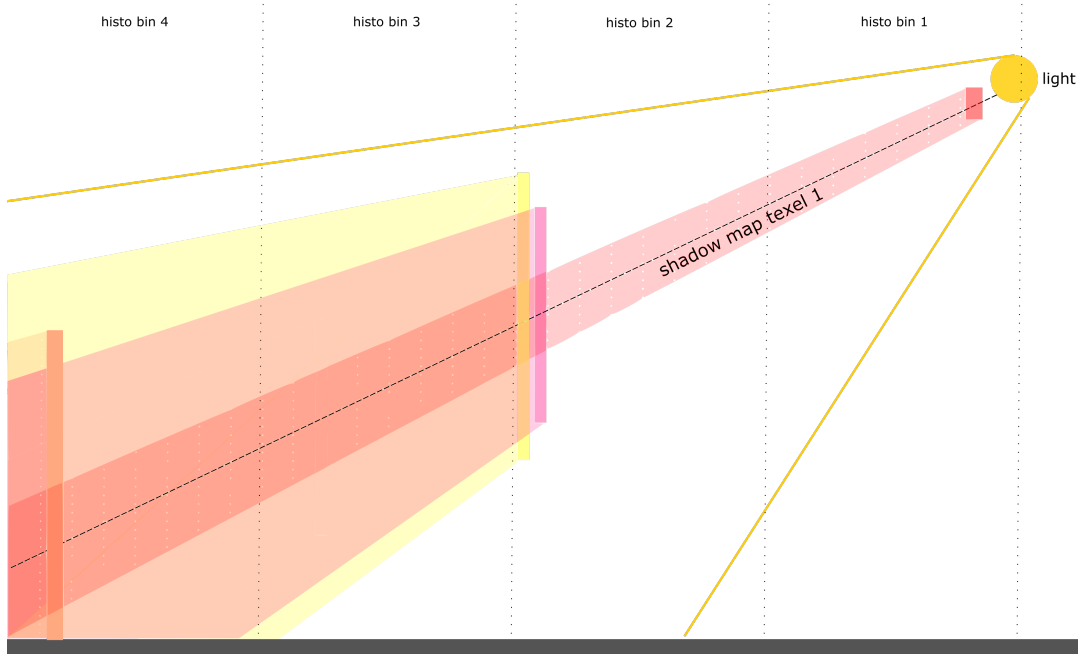 histo bin 4
histo bin 3
histo bin 2
histo bin 1
light
shadow map texel 1